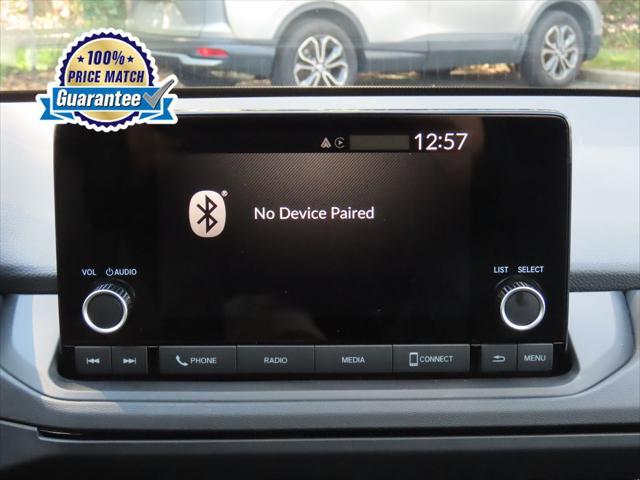 100%
PRICE MATCH
Guarantee
12:57
®
No Device Paired
VOL AUDIO
LIST SELECT
PHONE
RADIO
MEDIA
CONNECT
MENU